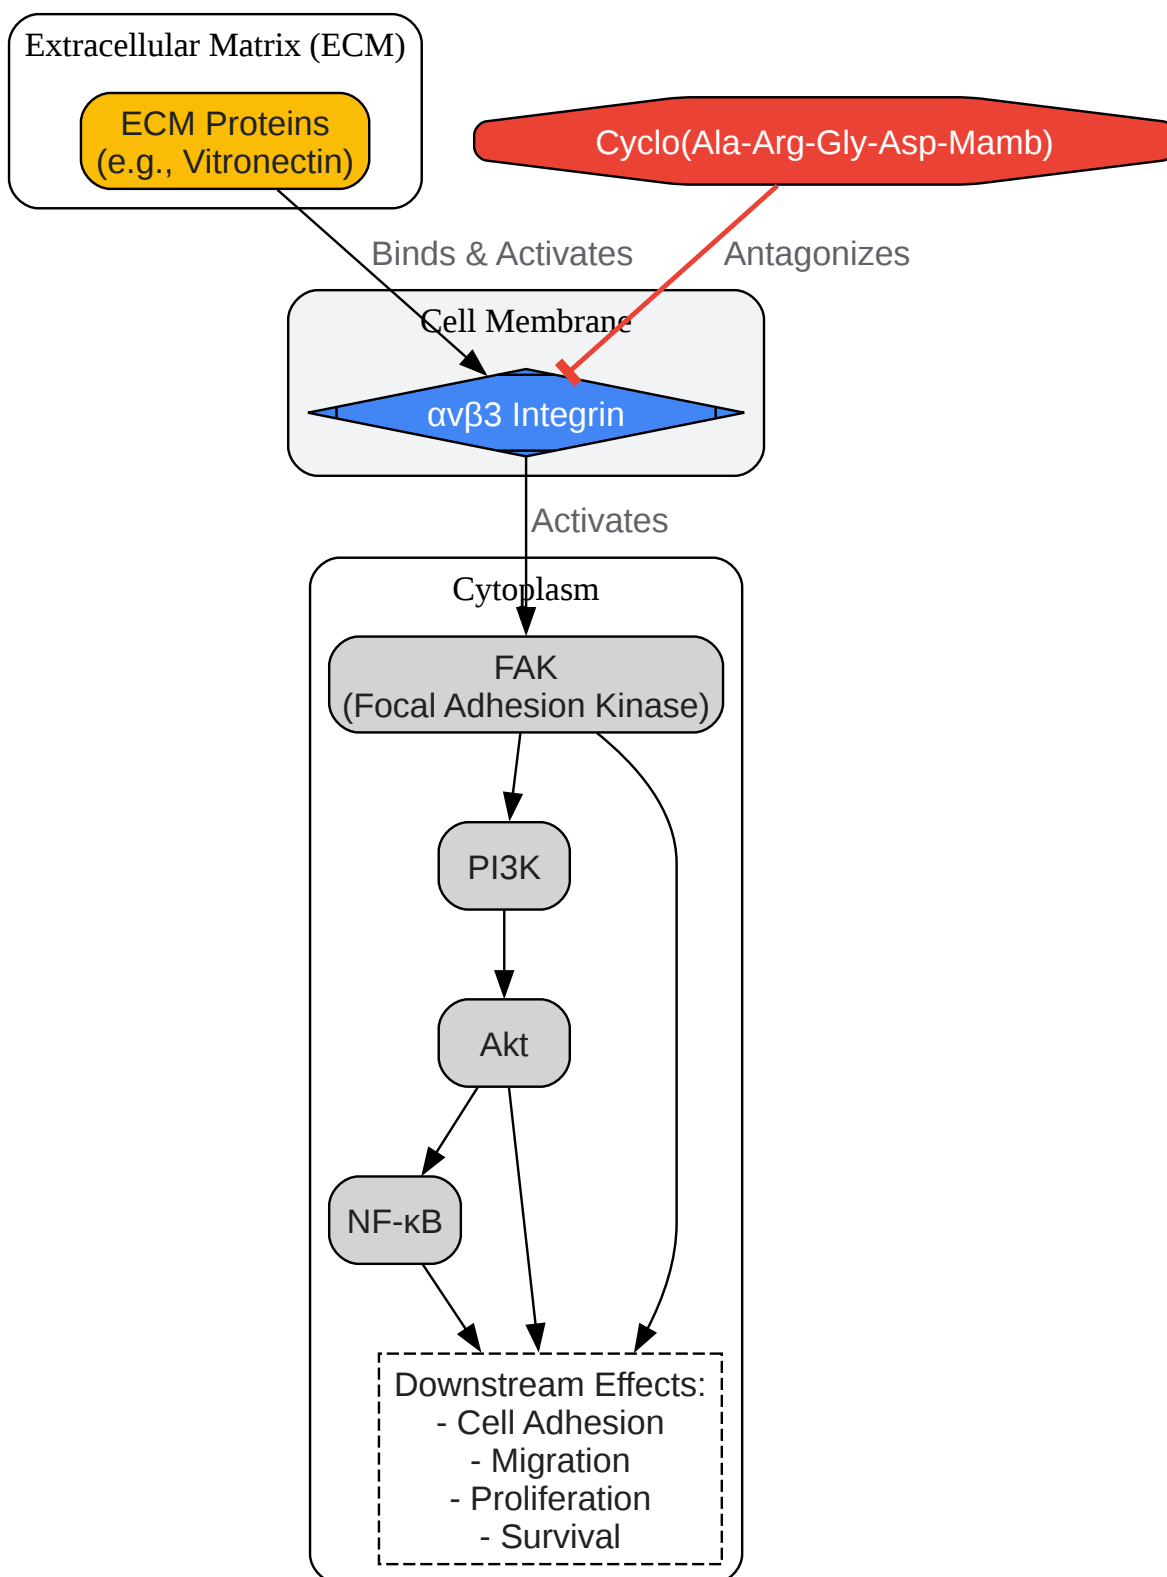 Extracellular Matrix (ECM)
ECM Proteins
(e.g., Vitronectin)
Cyclo(Ala-Arg-Gly-Asp-Mamb)
Binds & Activates
Antagonizes
Cell Membrane
αvβ3 Integrin
Activates
Cytoplasm
FAK
(Focal Adhesion Kinase)
PI3K
Akt
NF-κB
Downstream Effects:
- Cell Adhesion
- Migration
- Proliferation
- Survival